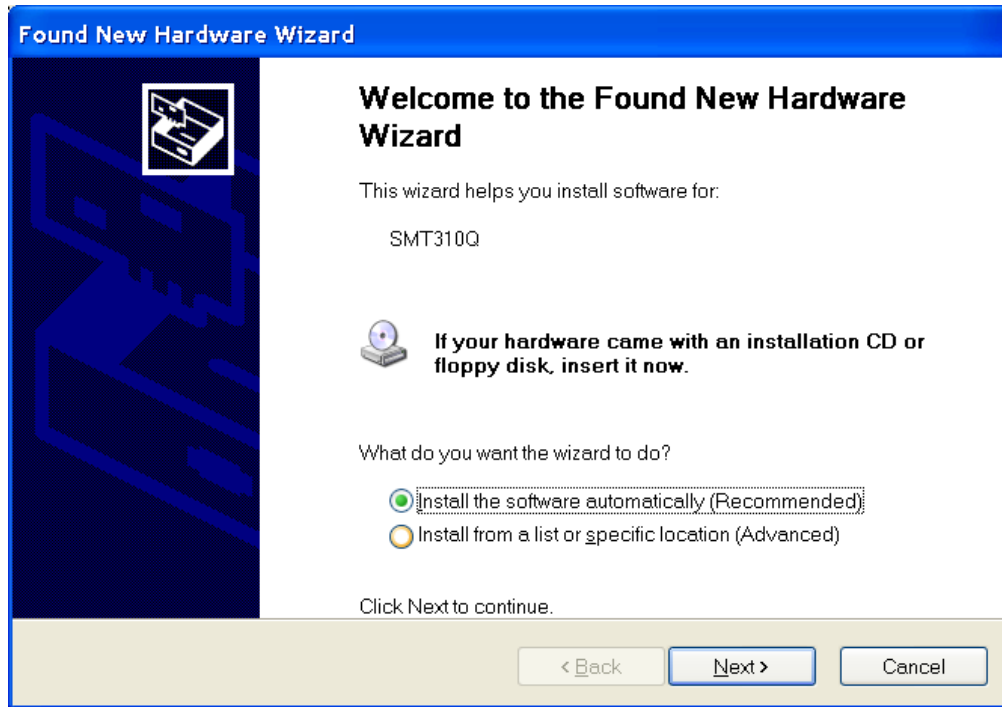 Found New Hardware Wizard
Welcome to the Found New Hardware
Wizard
This wizard helps you install software for:
SMT310Q
If your hardware came with an installation CD or
floppy disk, insert it now.
What do you want the wizard to do?
Install the software automatically (Recommended)
Install from a list or specific location (Advanced)
Click Next to continue.
< Back Next > Cancel